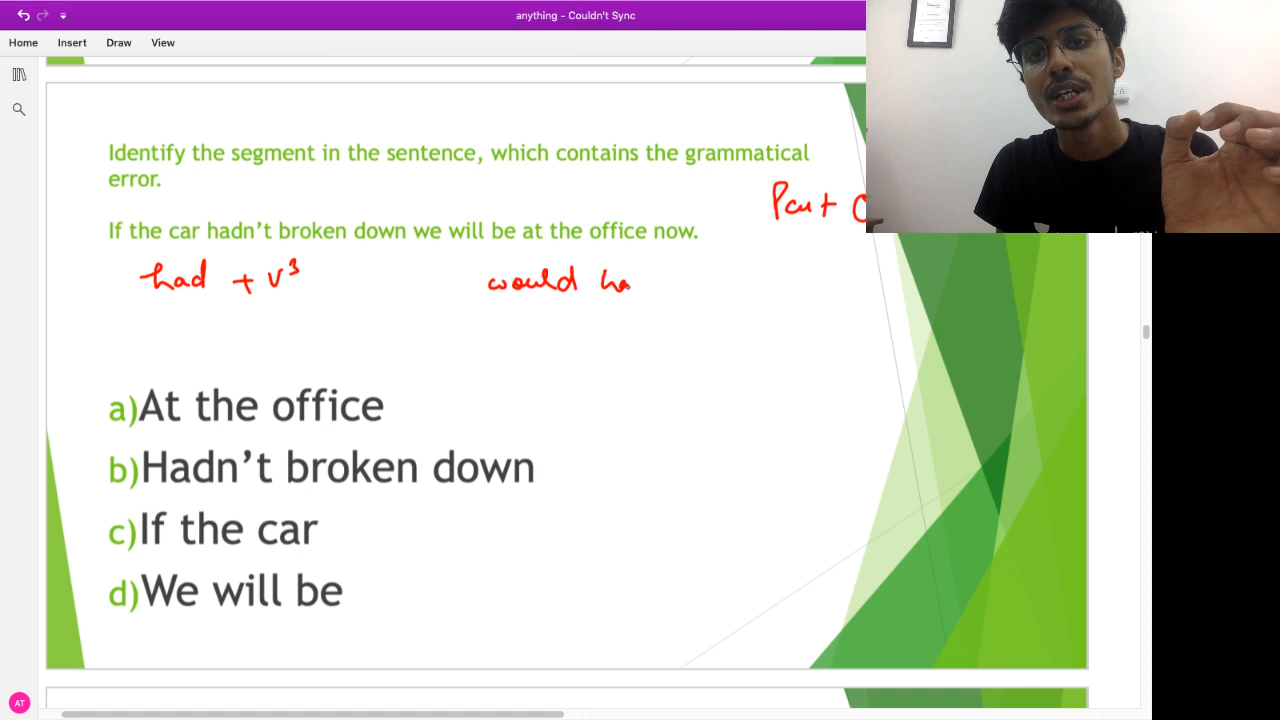 anything - Couldn't Sync
Home Insert Draw View
Identify the segment in the sentence, which contains the grammatical
error.
Part
If the car hadn't broken down we will be at the office now.
had + v³ would ha
a)At the office
b)Hadn't broken down
c)If the car
d)We will be
AT